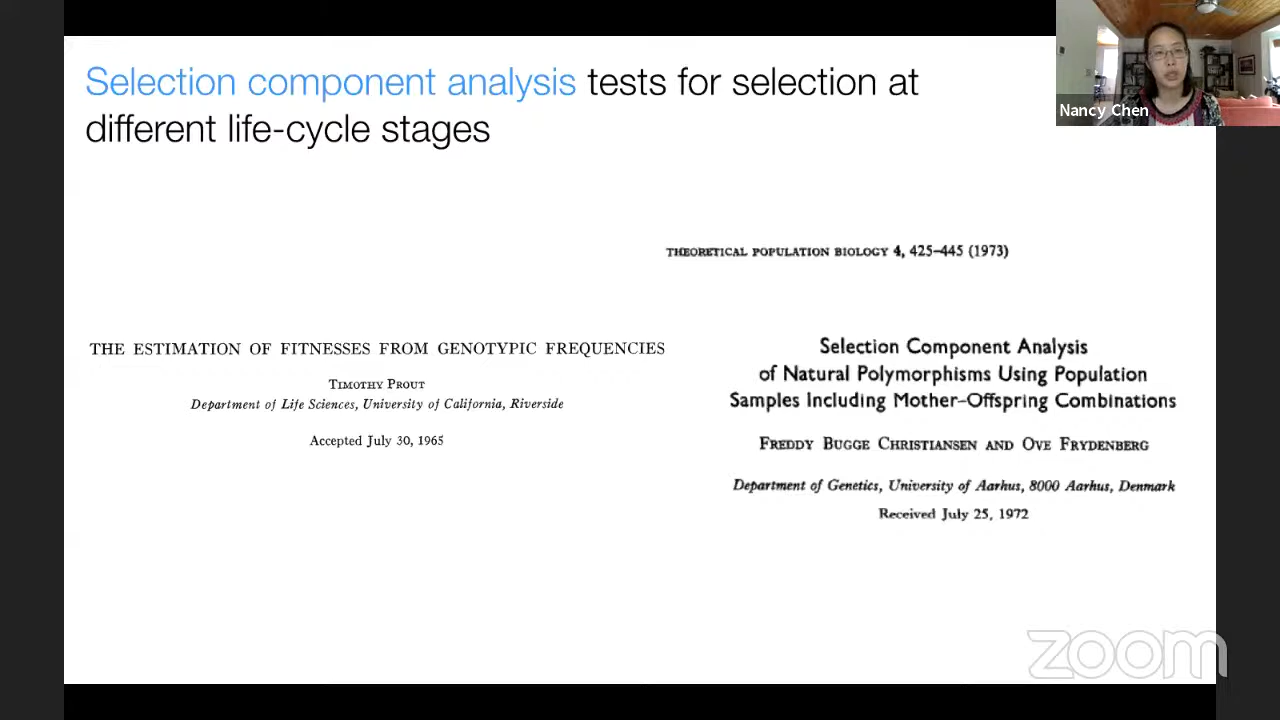 Selection component analysis tests for selection at
different life-cycle stages
Nancy Chen
THEORETICAL POPULATION BIOLOGY 4, 425–445 (1973)
THE ESTIMATION OF FITNESSES FROM GENOTYPIC FREQUENCIES
TIMOTHY PROUT
Department of Life Sciences, University of California, Riverside
Accepted July 30, 1965
Selection Component Analysis
of Natural Polymorphisms Using Population
Samples Including Mother–Offspring Combinations
FREDDY BUGGE CHRISTIANSEN AND OVE FRYDENBERG
Department of Genetics, University of Aarhus, 8000 Aarhus, Denmark
Received July 25, 1972
zoom